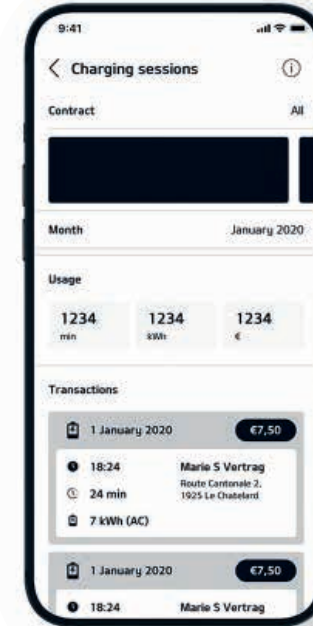 9:41
Charging sessions
Contract All
Month January 2020
Usage
1234 1234 1234
min kWh €
Transactions
1 January 2020 €7,50
18:24 Marie S Vertrag
Route Cantonale 2,
24 min 1925 Le Chatelard
7 kWh (AC)
1 January 2020 €7,50
18:24 Marie S Vertrag